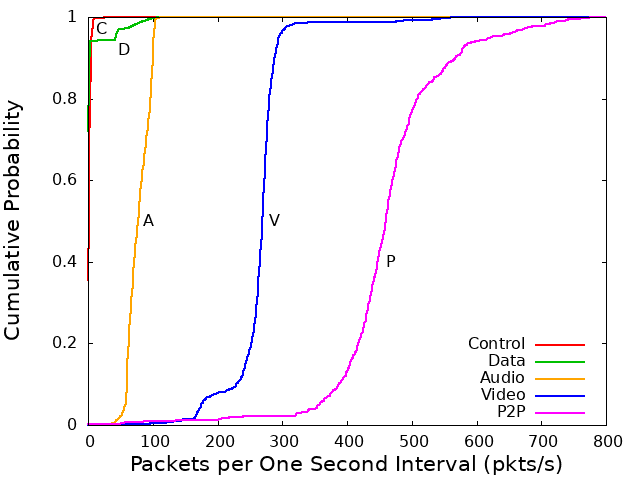 Cumulative Probability
1
0.8
0.6
0.4
0.2
0
C
D
A
V
P
Control
Data
Audio
Video
P2P
0 100 200 300 400 500 600 700 800
Packets per One Second Interval (pkts/s)